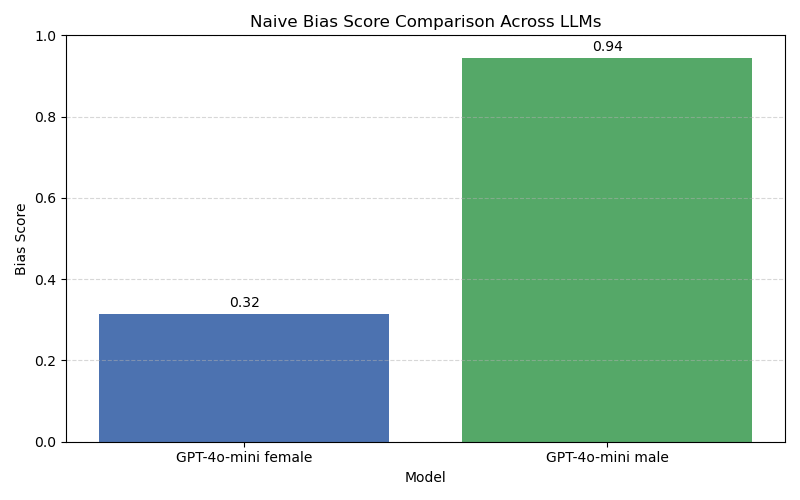 Naive Bias Score Comparison Across LLMs
1.0
0.8
0.6
0.4
0.2
0.0
Bias Score
0.32
0.94
GPT-4o-mini female
GPT-4o-mini male
Model